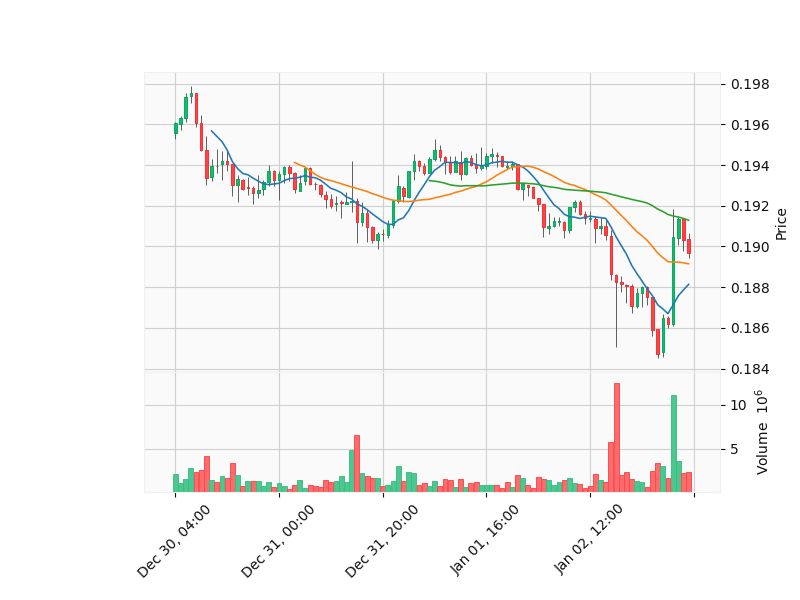 0.198
0.196
0.194
0.192
0.190
0.188
0.186
0.184
Price
10
5
Volume 10⁶
Dec 30, 04:00
Dec 31, 00:00
Dec 31, 20:00
Jan 01, 16:00
Jan 02, 12:00